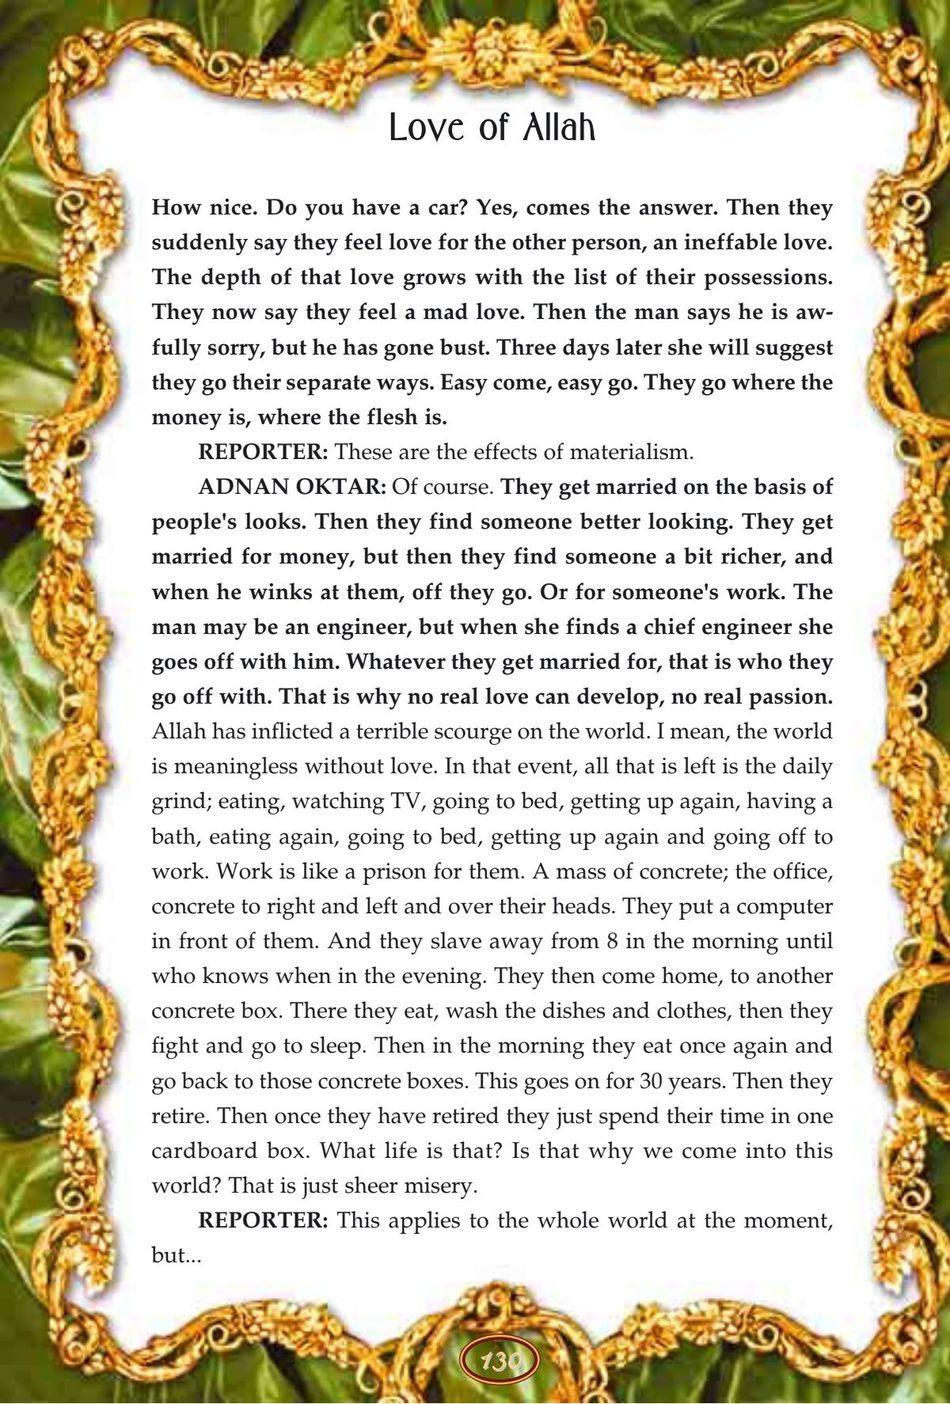 Love of Allah
How nice. Do you have a car? Yes, comes the answer. Then they
suddenly say they feel love for the other person, an ineffable love.
The depth of that love grows with the list of their possessions.
They now say they feel a mad love. Then the man says he is aw-
fully sorry, but he has gone bust. Three days later she will suggest
they go their separate ways. Easy come, easy go. They go where the
money is, where the flesh is.
REPORTER: These are the effects of materialism.
ADNAN OKTAR: Of course. They get married on the basis of
people's looks. Then they find someone better looking. They get
married for money, but then they find someone a bit richer, and
when he winks at them, off they go. Or for someone's work. The
man may be an engineer, but when she finds a chief engineer she
goes off with him. Whatever they get married for, that is who they
go off with. That is why no real love can develop, no real passion.
Allah has inflicted a terrible scourge on the world. I mean, the world
is meaningless without love. In that event, all that is left is the daily
grind; eating, watching TV, going to bed, getting up again, having a
bath, eating again, going to bed, getting up again and going off to
work. Work is like a prison for them. A mass of concrete; the office,
concrete to right and left and over their heads. They put a computer
in front of them. And they slave away from 8 in the morning until
who knows when in the evening. They then come home, to another
concrete box. There they eat, wash the dishes and clothes, then they
fight and go to sleep. Then in the morning they eat once again and
go back to those concrete boxes. This goes on for 30 years. Then they
retire. Then once they have retired they just spend their time in one
cardboard box. What life is that? Is that why we come into this
world? That is just sheer misery.
REPORTER: This applies to the whole world at the moment,
but...
130